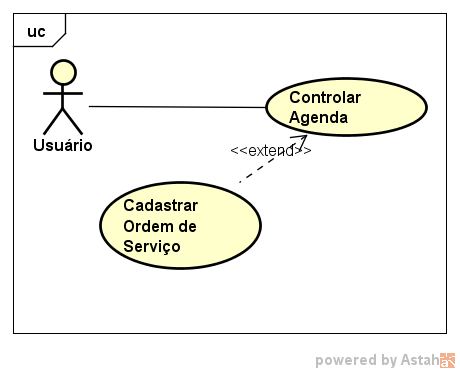 uc
Controlar
Agenda
Usuário
<<extend>>
Cadastrar
Ordem de
Serviço
powered by Astah